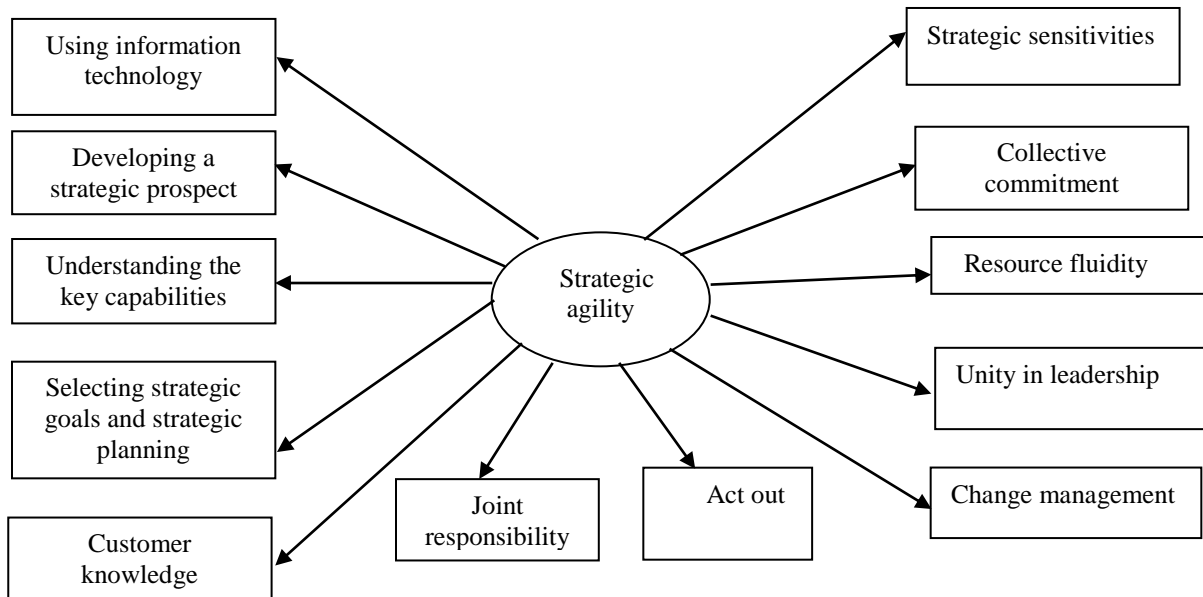 Using information
technology
Developing a
strategic prospect
Understanding the
key capabilities
Selecting strategic
goals and strategic
planning
Customer
knowledge
Strategic
agility
Joint
responsibility
Act out
Strategic sensitivities
Collective
commitment
Resource fluidity
Unity in leadership
Change management